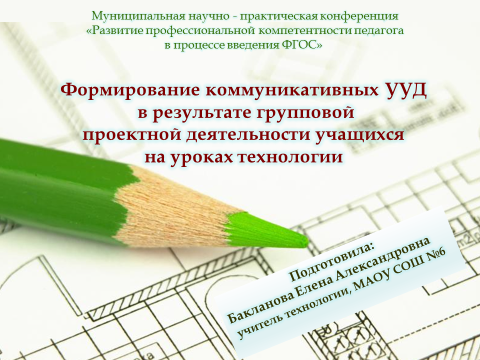 Муниципальная научно - практическая конференция
«Развитие профессиональной компетентности педагога
в процессе введения ФГОС»
Формирование коммуникативных УУД
в результате групповой
проектной деятельности учащихся
на уроках технологии
Подготовила:
Бакланова Елена Александровна
учитель технологии, МАОУ СОШ №6